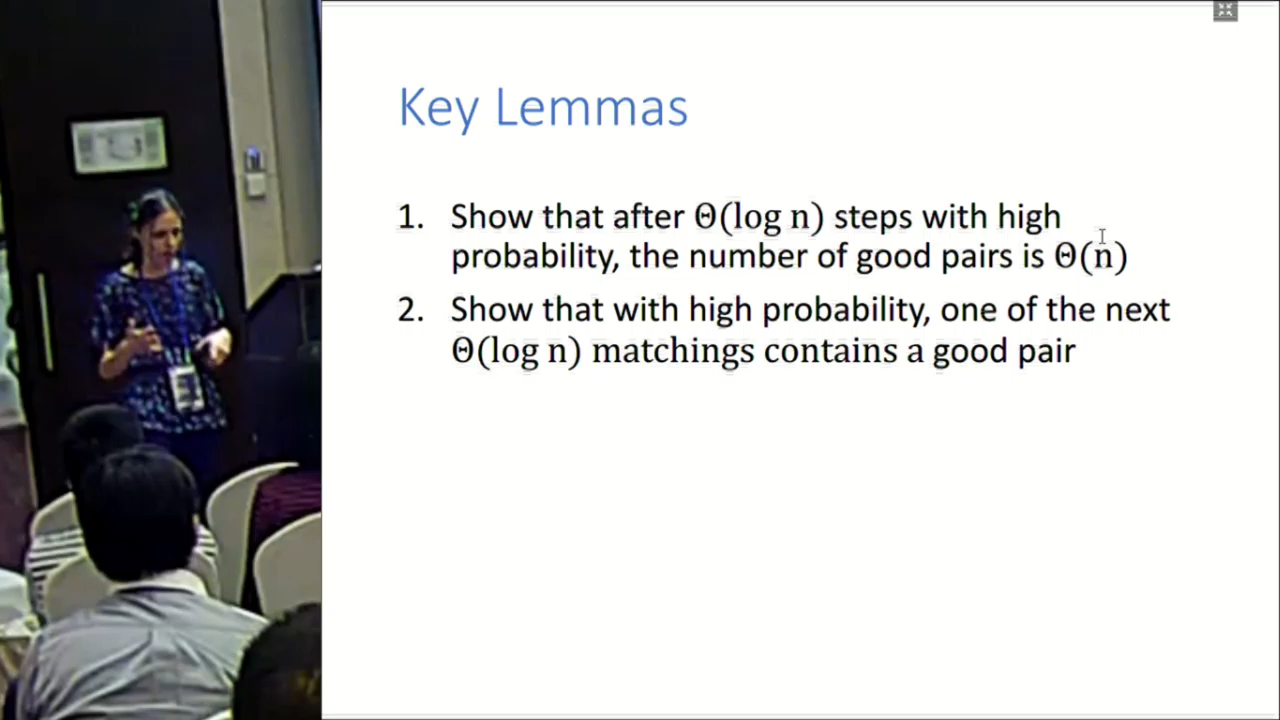 Key Lemmas
1. Show that after Θ(log n) steps with high
probability, the number of good pairs is Θ(n)
2. Show that with high probability, one of the next
Θ(log n) matchings contains a good pair